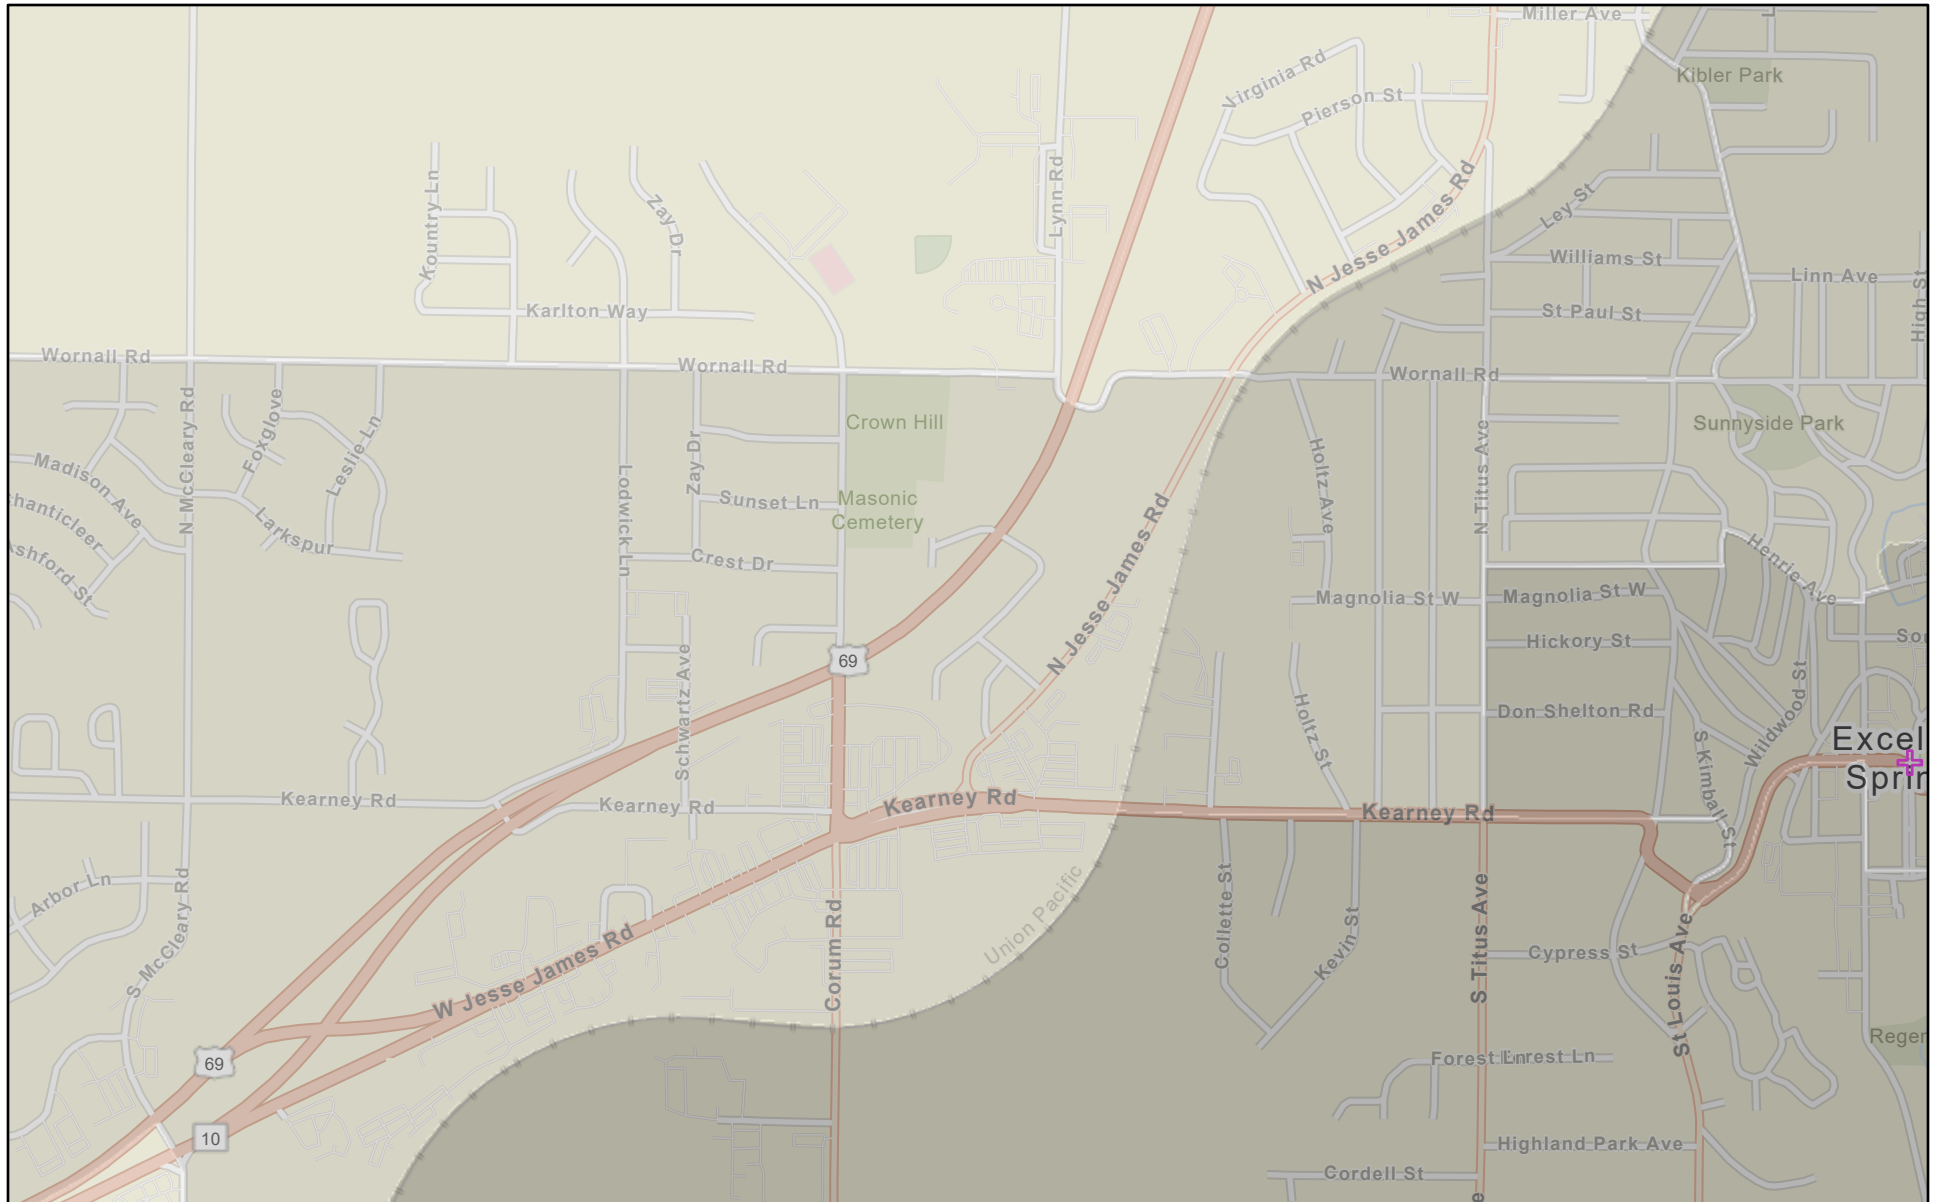 Miller Ave
Kibler Park
Virginia Rd
Pierson St
Lynn Rd
Kountry Ln
Zay Dr
N Jesse James Rd
Ley St
Williams St
Linn Ave
High St
Karlton Way
St Paul St
Wornall Rd
Wornall Rd
Wornall Rd
N McCleary Rd
Foxglove
Leslie Ln
Crown Hill
Sunnyside Park
Madison Ave
hanticleer
shford St
Larkspur
Lodwick Ln
Zay Dr
Sunset Ln
Masonic
Cemetery
Crest Dr
Holtz Ave
N Titus Ave
Henrie Ave
N Jesse James Rd
Magnolia St W
Magnolia St W
Hickory St
So
69
Schwartz Ave
Holtz St
Don Shelton Rd
S Kimball St
Wildwood St
Excel
Sprin
Kearney Rd
Kearney Rd
Kearney Rd
Kearney Rd
Arbor Ln
S McCleary Rd
Union Pacific
Collette St
Kevin St
S Titus Ave
Cypress St
St Louis Ave
W Jesse James Rd
Corum Rd
69
Forest Ln
Forest Ln
Regen
10
Highland Park Ave
Cordell St
e